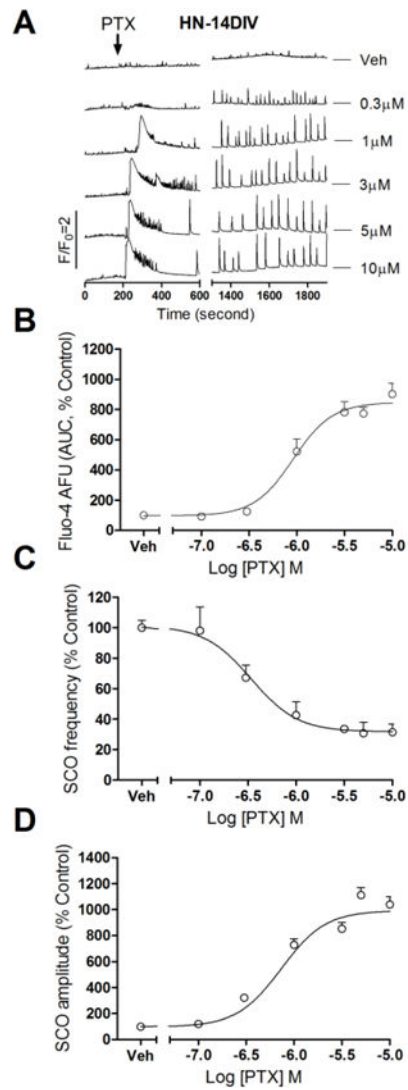 A
PTX
HN-14DIV
Veh
0.3μM
1μM
3μM
5μM
10μM
F/F0=2
0 200 400 600 1400 1600 1800
Time (second)
B
Fluo-4 AFU (AUC, % Control)
1200
1000
800
600
400
200
0
Veh -7.0 -6.5 -6.0 -5.5 -5.0
Log [PTX] M
C
SCO frequency (% Control)
120
100
80
60
40
20
0
Veh -7.0 -6.5 -6.0 -5.5 -5.0
Log [PTX] M
D
SCO amplitude (% Control)
1400
1200
1000
800
600
400
200
0
Veh -7.0 -6.5 -6.0 -5.5 -5.0
Log [PTX] M